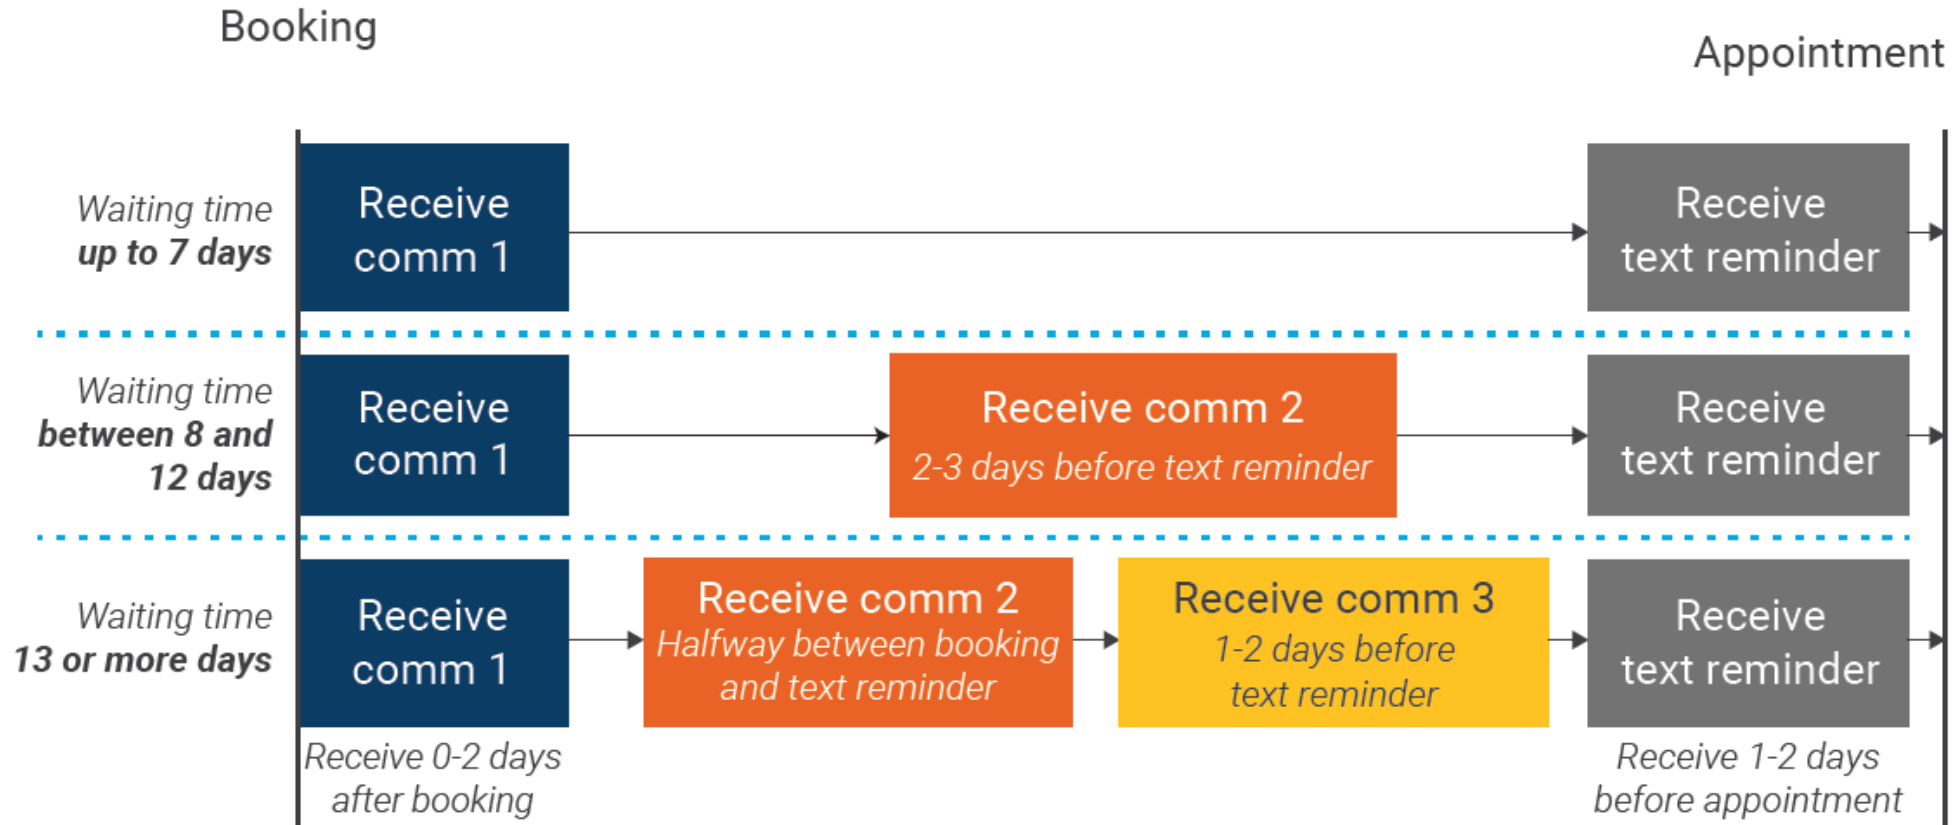 Booking
Appointment
Waiting time
up to 7 days
Receive
comm 1
Receive
text reminder
Waiting time
between 8 and
12 days
Receive
comm 1
Receive comm 2
2-3 days before text reminder
Receive
text reminder
Waiting time
13 or more days
Receive
comm 1
Receive comm 2
Halfway between booking
and text reminder
Receive comm 3
1-2 days before
text reminder
Receive
text reminder
Receive 0-2 days
after booking
Receive 1-2 days
before appointment